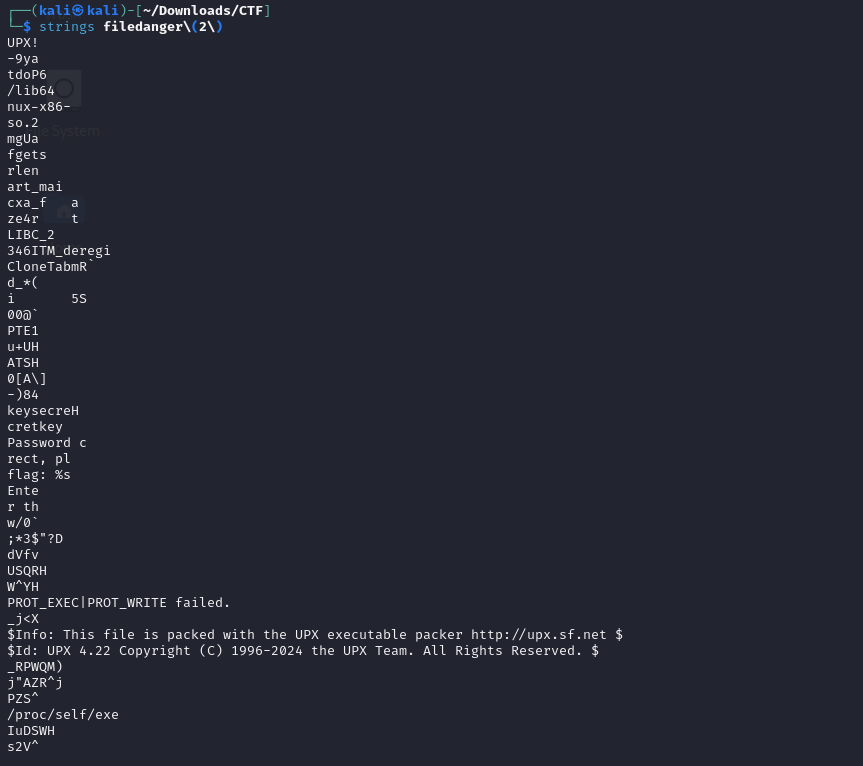 ┌──(kali㉿kali)-[~/Downloads/CTF]
└─$ strings filedanger\(2\)
UPX!
-9ya
tdoP6
/lib64
nux-x86-
so.2
mgUa
fgets
rlen
art_mai
cxa_f   a
ze4r    t
LIBC_2
346ITM_deregi
CloneTabmR`
d_*(
i       5S
00@`
PTE1
u+UH
ATSH
0[A\]
-)84
keysecreH
cretkey
Password c
rect, pl
flag: %s
Ente
r th
w/0`
;*3$"?D
dVfv
USQRH
W^YH
PROT_EXEC|PROT_WRITE failed.
_j<X
$Info: This file is packed with the UPX executable packer http://upx.sf.net $
$Id: UPX 4.22 Copyright (C) 1996-2024 the UPX Team. All Rights Reserved. $
_RPWQM)
j"AZR^j
PZS^
/proc/self/exe
IuDSWH
s2V^